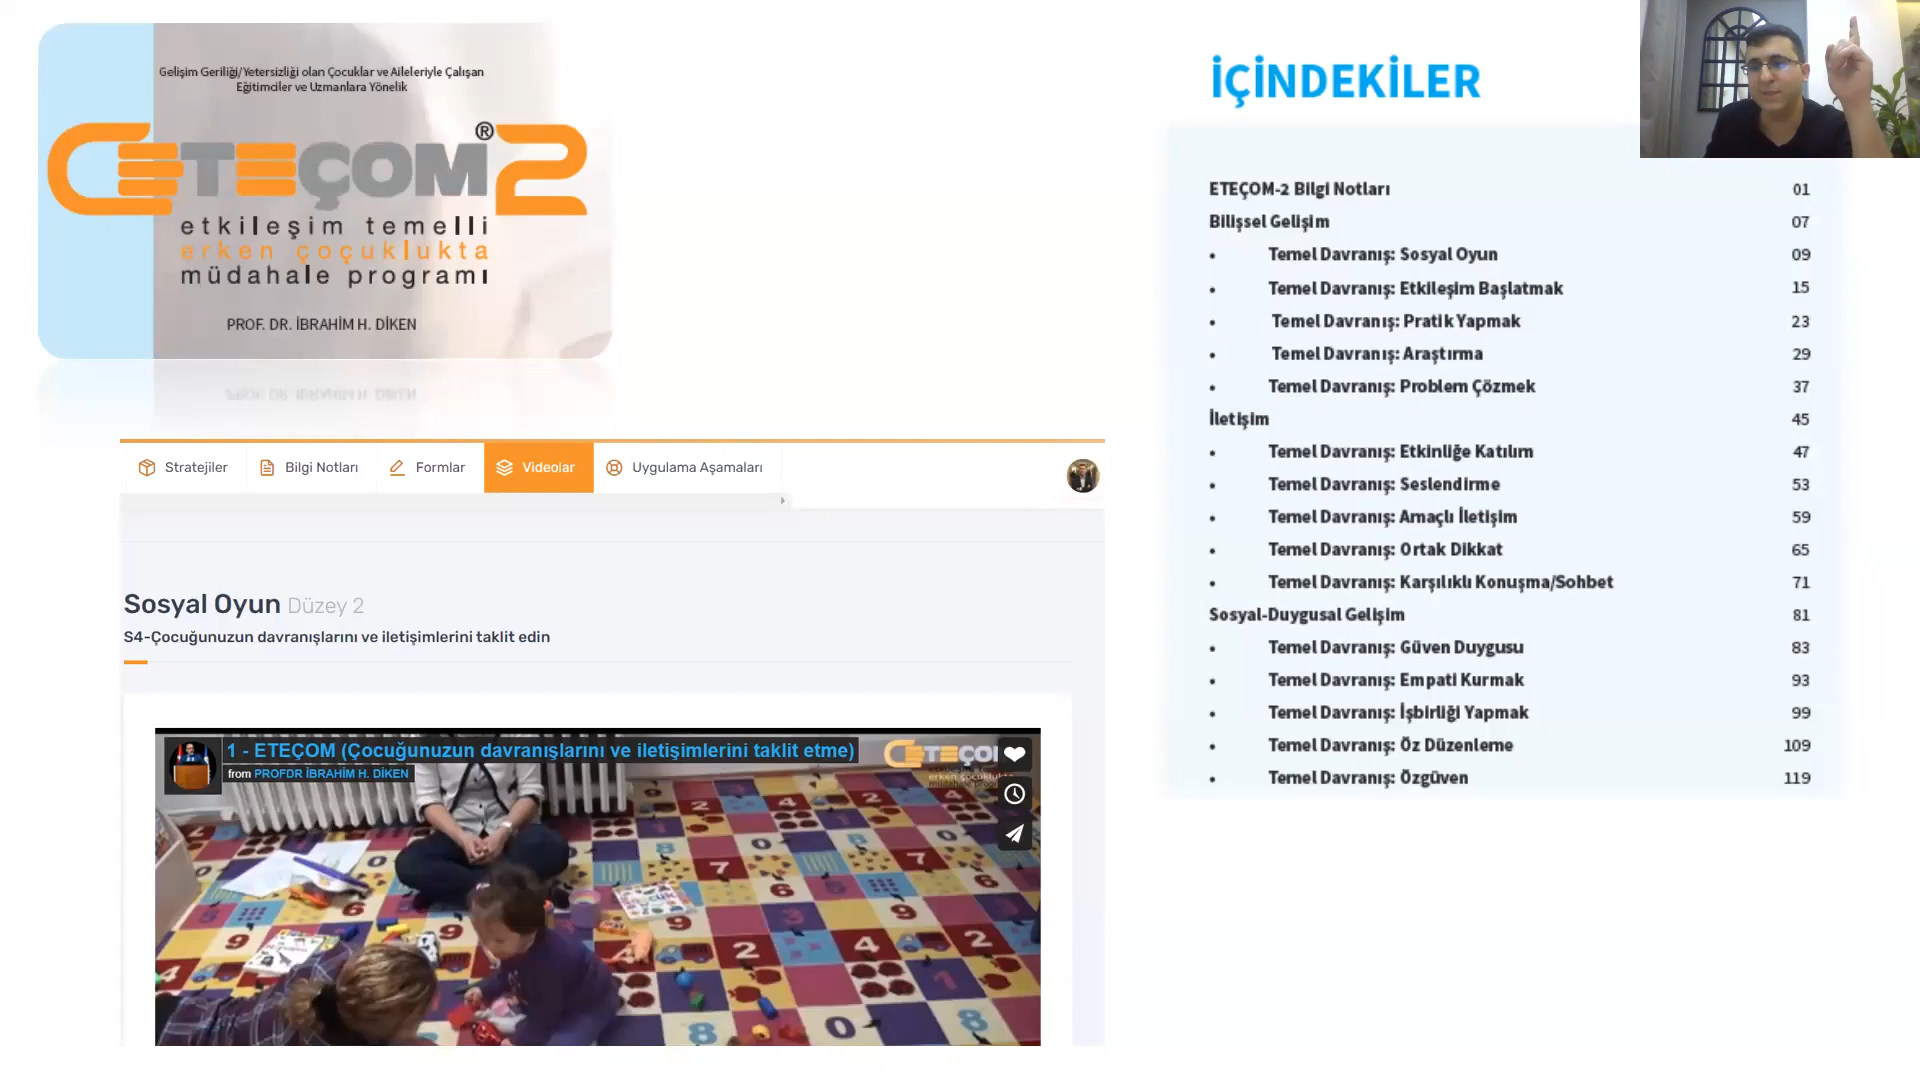 Gelişim Geriliği/Yetersizliği olan Çocuklar ve Aileleriyle Çalışan
Eğitimciler ve Uzmanlara Yönelik
ETEÇOM® 2
etkileşim temelli
erken çocuklukta
müdahale programı
PROF. DR. İBRAHİM H. DİKEN
Stratejiler
Bilgi Notları
Formlar
Videolar
Uygulama Aşamaları
Sosyal Oyun Düzey 2
S4-Çocuğunuzun davranışlarını ve iletişimlerini taklit edin
1 - ETEÇOM (Çocuğunuzun davranışlarını ve iletişimlerini taklit etme)
from PROFDR İBRAHİM H. DİKEN
İÇİNDEKİLER
ETEÇOM-2 Bilgi Notları 01
Bilişsel Gelişim 07
• Temel Davranış: Sosyal Oyun 09
• Temel Davranış: Etkileşim Başlatmak 15
• Temel Davranış: Pratik Yapmak 23
• Temel Davranış: Araştırma 29
• Temel Davranış: Problem Çözmek 37
İletişim 45
• Temel Davranış: Etkinliğe Katılım 47
• Temel Davranış: Seslendirme 53
• Temel Davranış: Amaçlı İletişim 59
• Temel Davranış: Ortak Dikkat 65
• Temel Davranış: Karşılıklı Konuşma/Sohbet 71
Sosyal-Duygusal Gelişim 81
• Temel Davranış: Güven Duygusu 83
• Temel Davranış: Empati Kurmak 93
• Temel Davranış: İşbirliği Yapmak 99
• Temel Davranış: Öz Düzenleme 109
• Temel Davranış: Özgüven 119